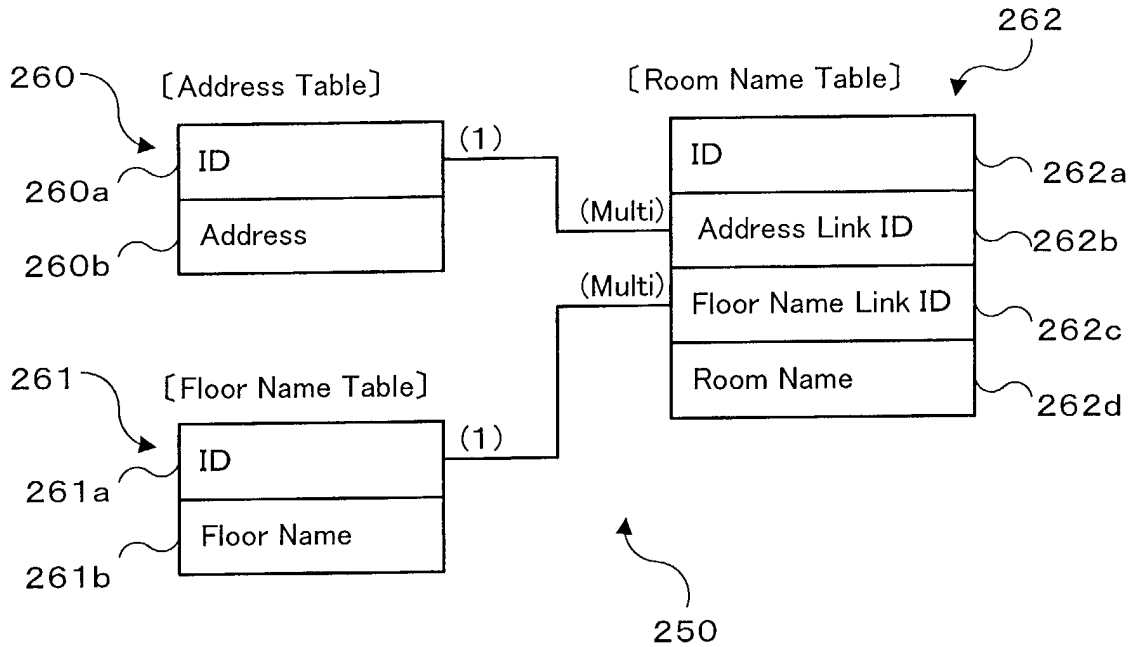 262
260
〔Address Table〕
〔Room Name Table〕
ID
(1)
ID
260a
262a
Address
(Multi)
Address Link ID
260b
262b
(Multi)
Floor Name Link ID
262c
261
〔Floor Name Table〕
Room Name
262d
ID
(1)
261a
Floor Name
261b
250